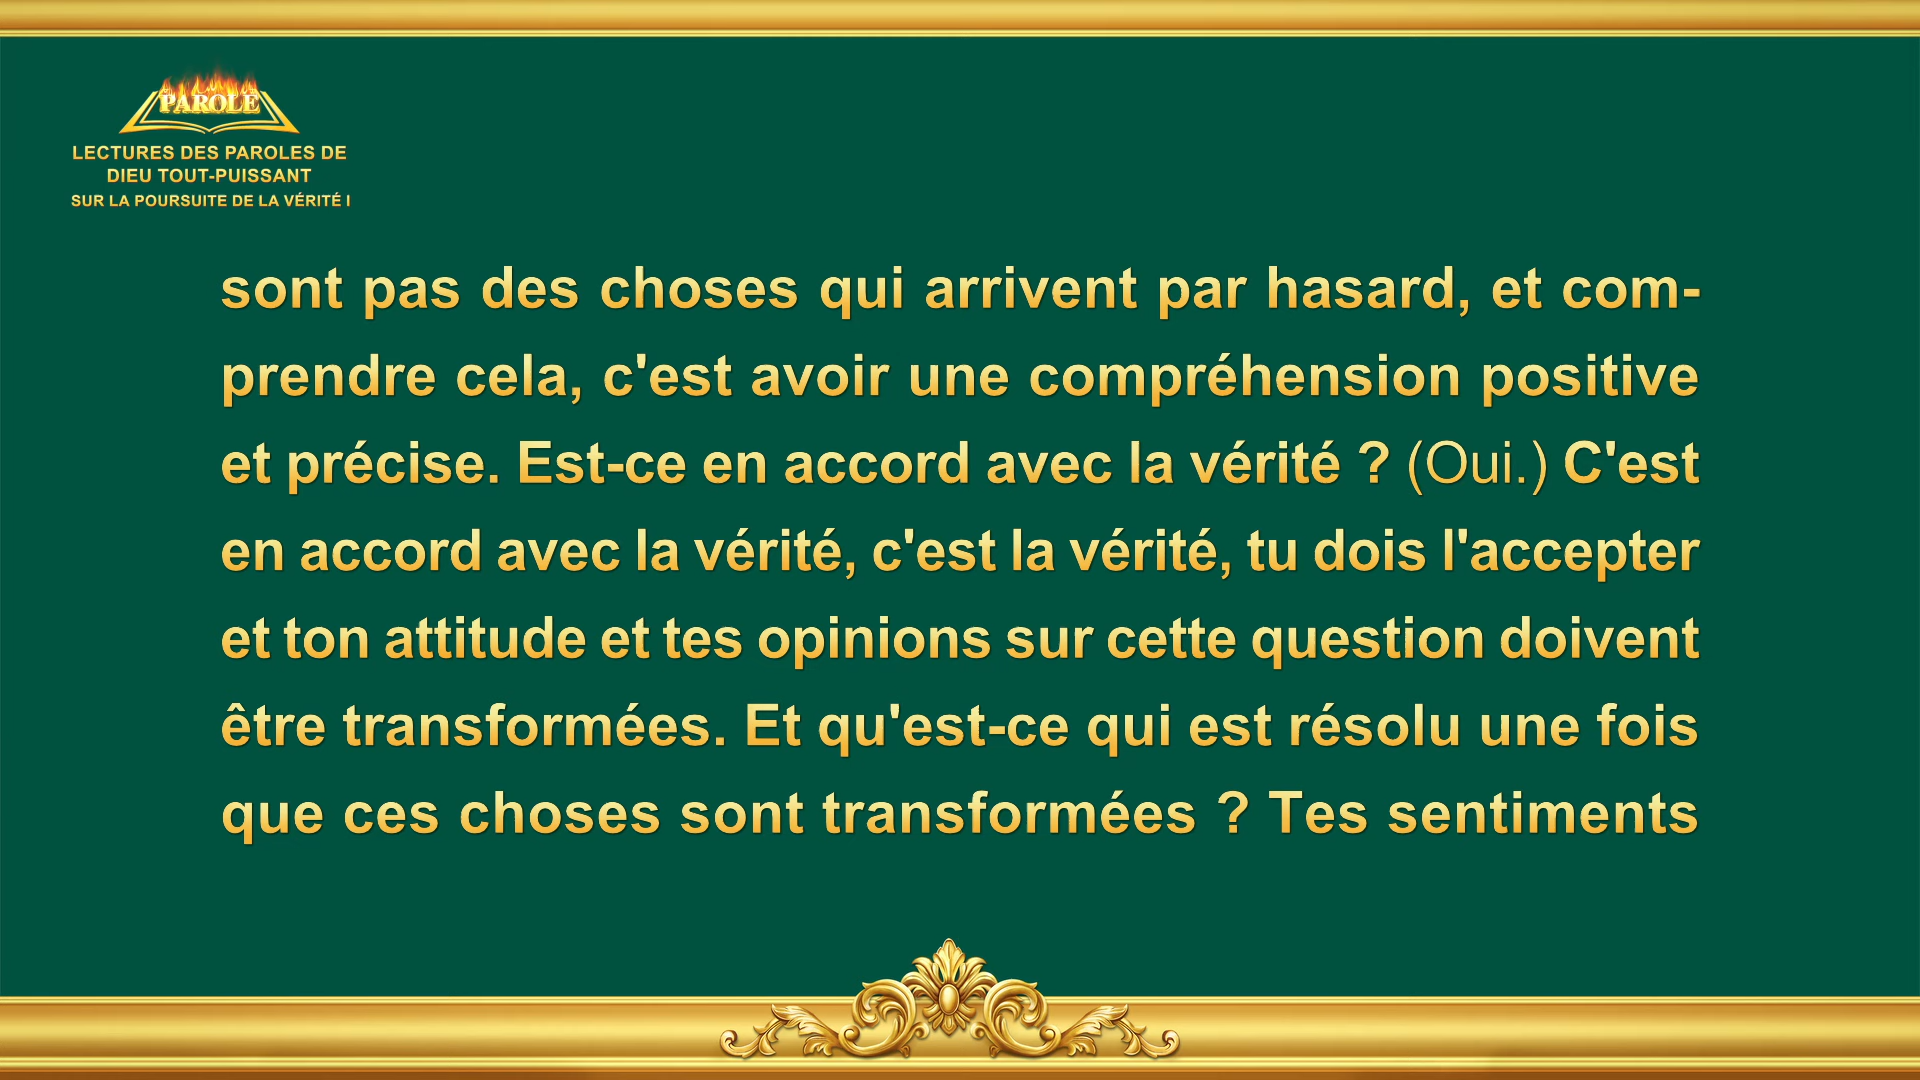 PAROLE
LECTURES DES PAROLES DE
DIEU TOUT-PUISSANT
SUR LA POURSUITE DE LA VÉRITÉ I
sont pas des choses qui arrivent par hasard, et com-
prendre cela, c'est avoir une compréhension positive
et précise. Est-ce en accord avec la vérité ? (Oui.) C'est
en accord avec la vérité, c'est la vérité, tu dois l'accepter
et ton attitude et tes opinions sur cette question doivent
être transformées. Et qu'est-ce qui est résolu une fois
que ces choses sont transformées ? Tes sentiments